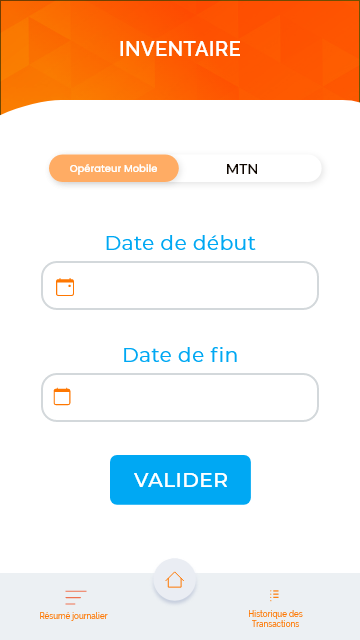 INVENTAIRE
Opérateur Mobile MTN
Date de début
Date de fin
VALIDER
Résumé journalier
Historique des
Transactions